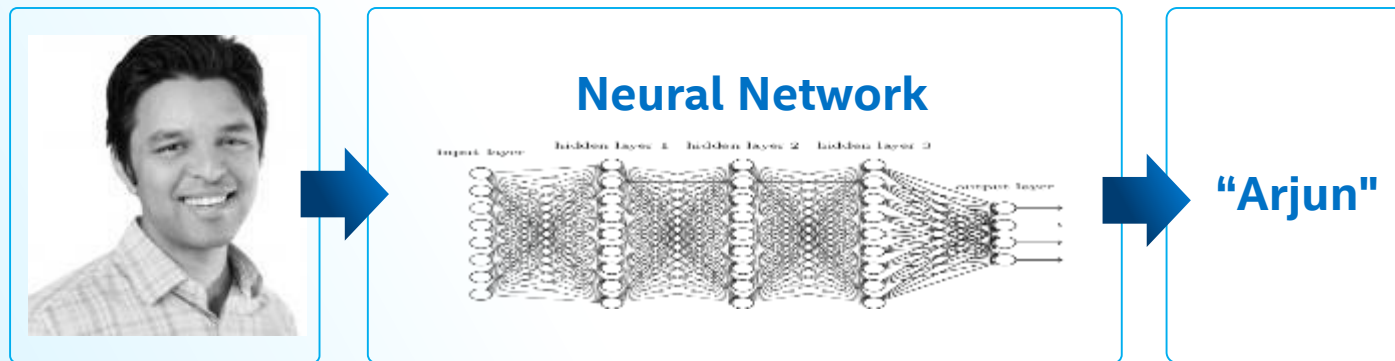 Neural Network
input layer
hidden layer 1 hidden layer 2 hidden layer 3
output layer
“Arjun"